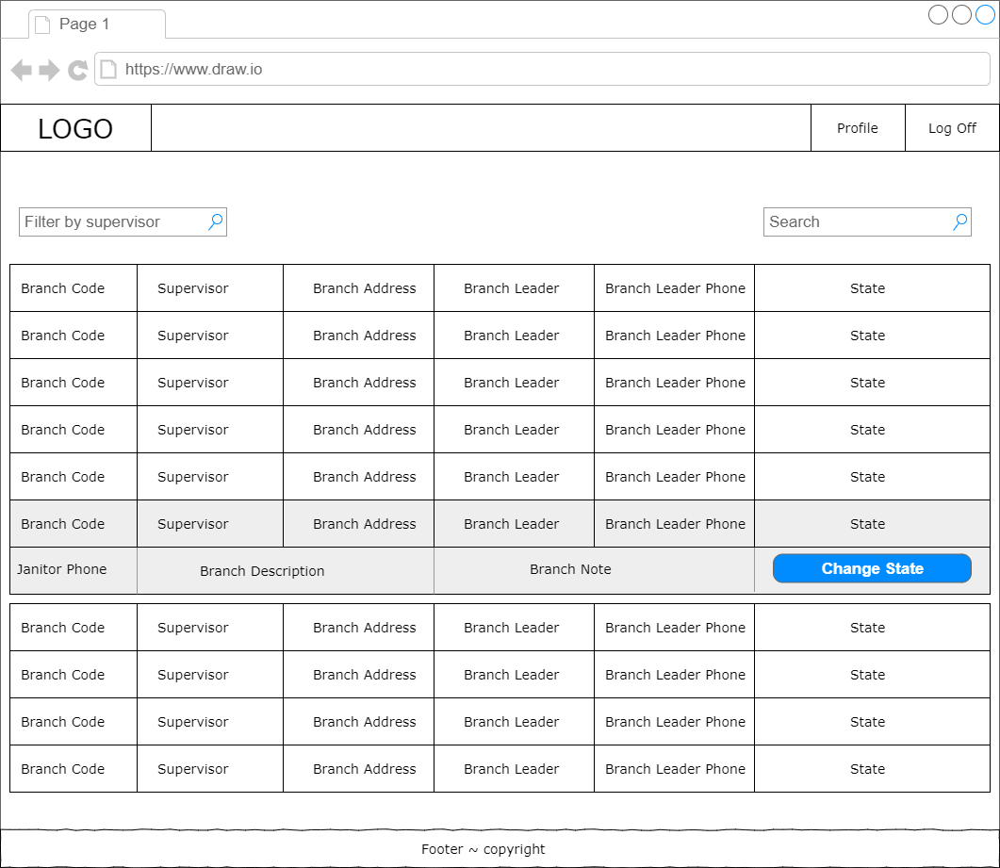 Page 1
https://www.draw.io
LOGO Profile Log Off
Filter by supervisor Search
Branch Code Supervisor Branch Address Branch Leader Branch Leader Phone State
Branch Code Supervisor Branch Address Branch Leader Branch Leader Phone State
Branch Code Supervisor Branch Address Branch Leader Branch Leader Phone State
Branch Code Supervisor Branch Address Branch Leader Branch Leader Phone State
Branch Code Supervisor Branch Address Branch Leader Branch Leader Phone State
Branch Code Supervisor Branch Address Branch Leader Branch Leader Phone State
Janitor Phone Branch Description Branch Note Change State
Branch Code Supervisor Branch Address Branch Leader Branch Leader Phone State
Branch Code Supervisor Branch Address Branch Leader Branch Leader Phone State
Branch Code Supervisor Branch Address Branch Leader Branch Leader Phone State
Branch Code Supervisor Branch Address Branch Leader Branch Leader Phone State
Footer ~ copyright